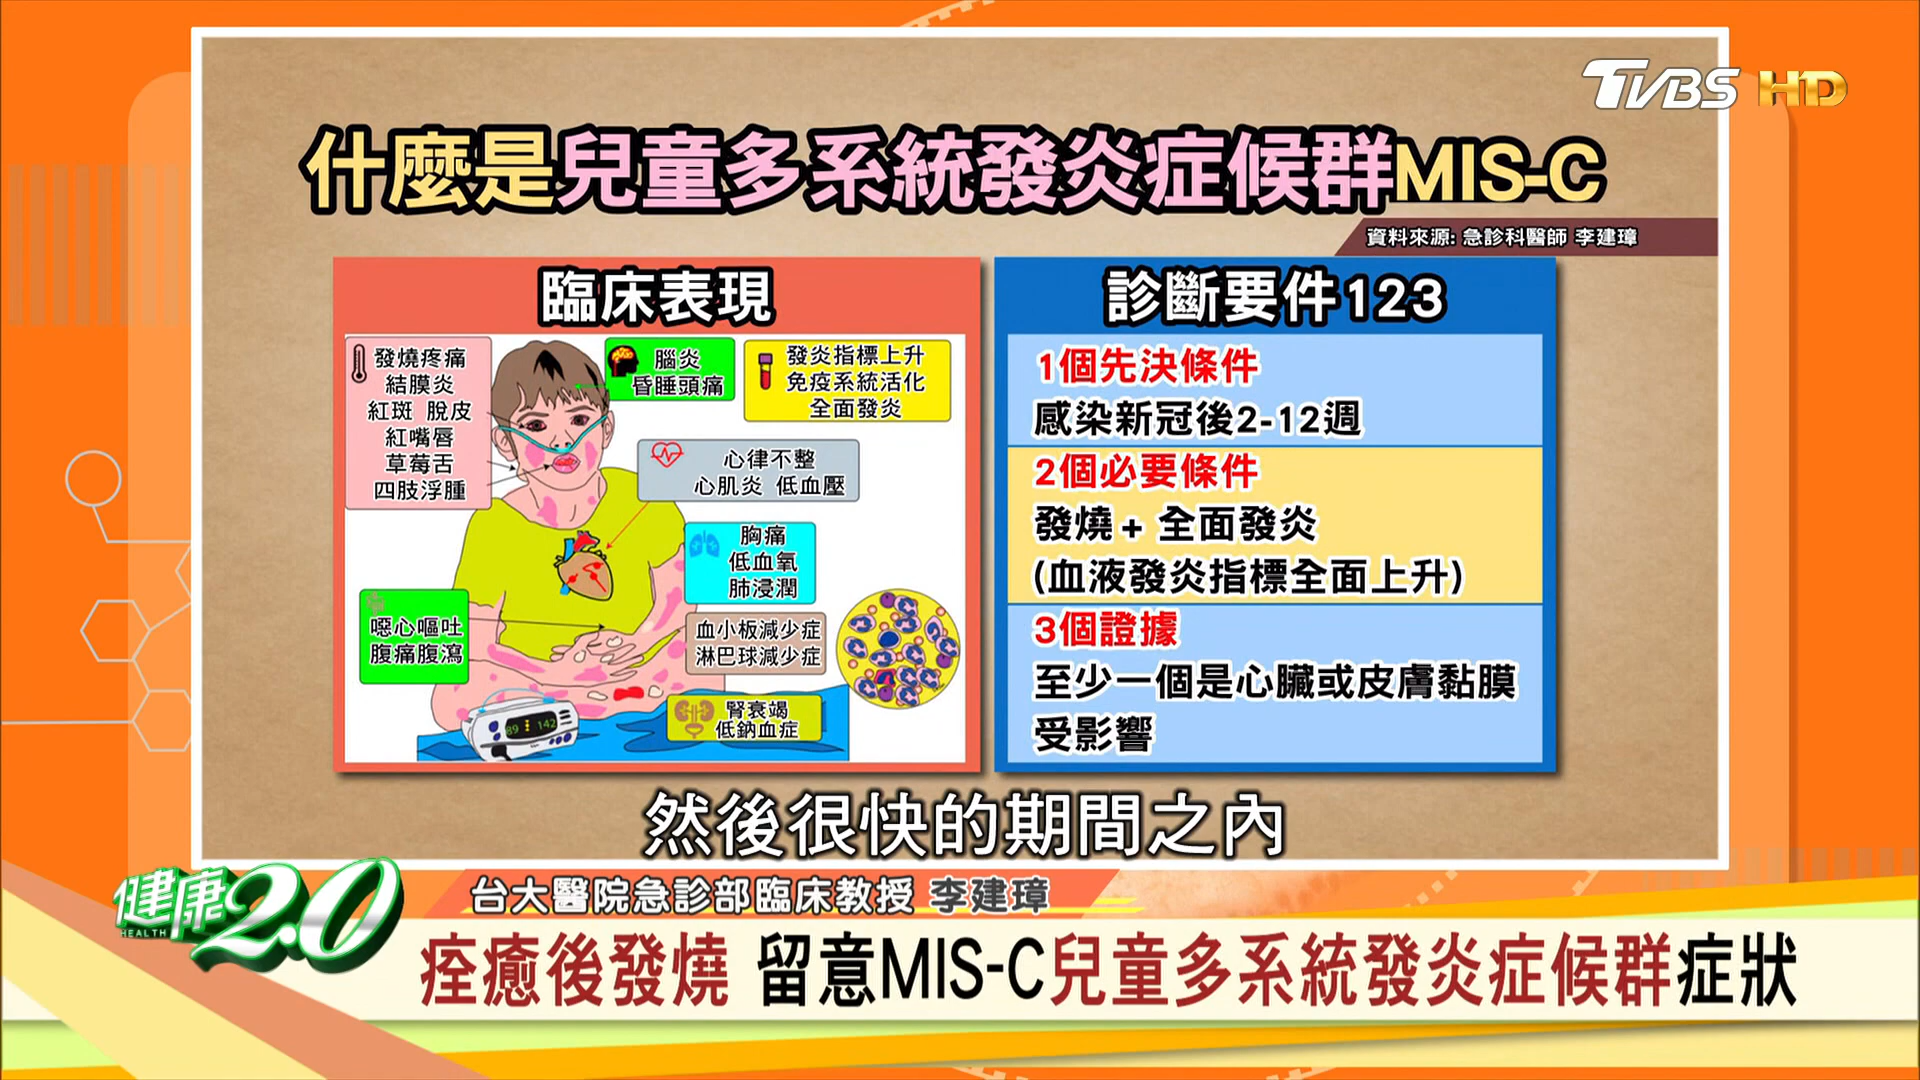 TVBS HD
什麼是兒童多系統發炎症候群MIS-C
資料來源: 急診科醫師 李建璋
臨床表現
發燒疼痛
結膜炎
紅斑 脫皮
紅嘴唇
草莓舌
四肢浮腫
腦炎
昏睡頭痛
發炎指標上升
免疫系統活化
全面發炎
心律不整
心肌炎 低血壓
胸痛
低血氧
肺浸潤
噁心嘔吐
腹痛腹瀉
血小板減少症
淋巴球減少症
腎衰竭
低鈉血症
89 142
診斷要件123
1個先決條件
感染新冠後2-12週
2個必要條件
發燒+ 全面發炎
(血液發炎指標全面上升)
3個證據
至少一個是心臟或皮膚黏膜
受影響
然後很快的期間之內
健康2.0
HEALTH
台大醫院急診部臨床教授 李建璋
痊癒後發燒 留意MIS-C兒童多系統發炎症候群症狀